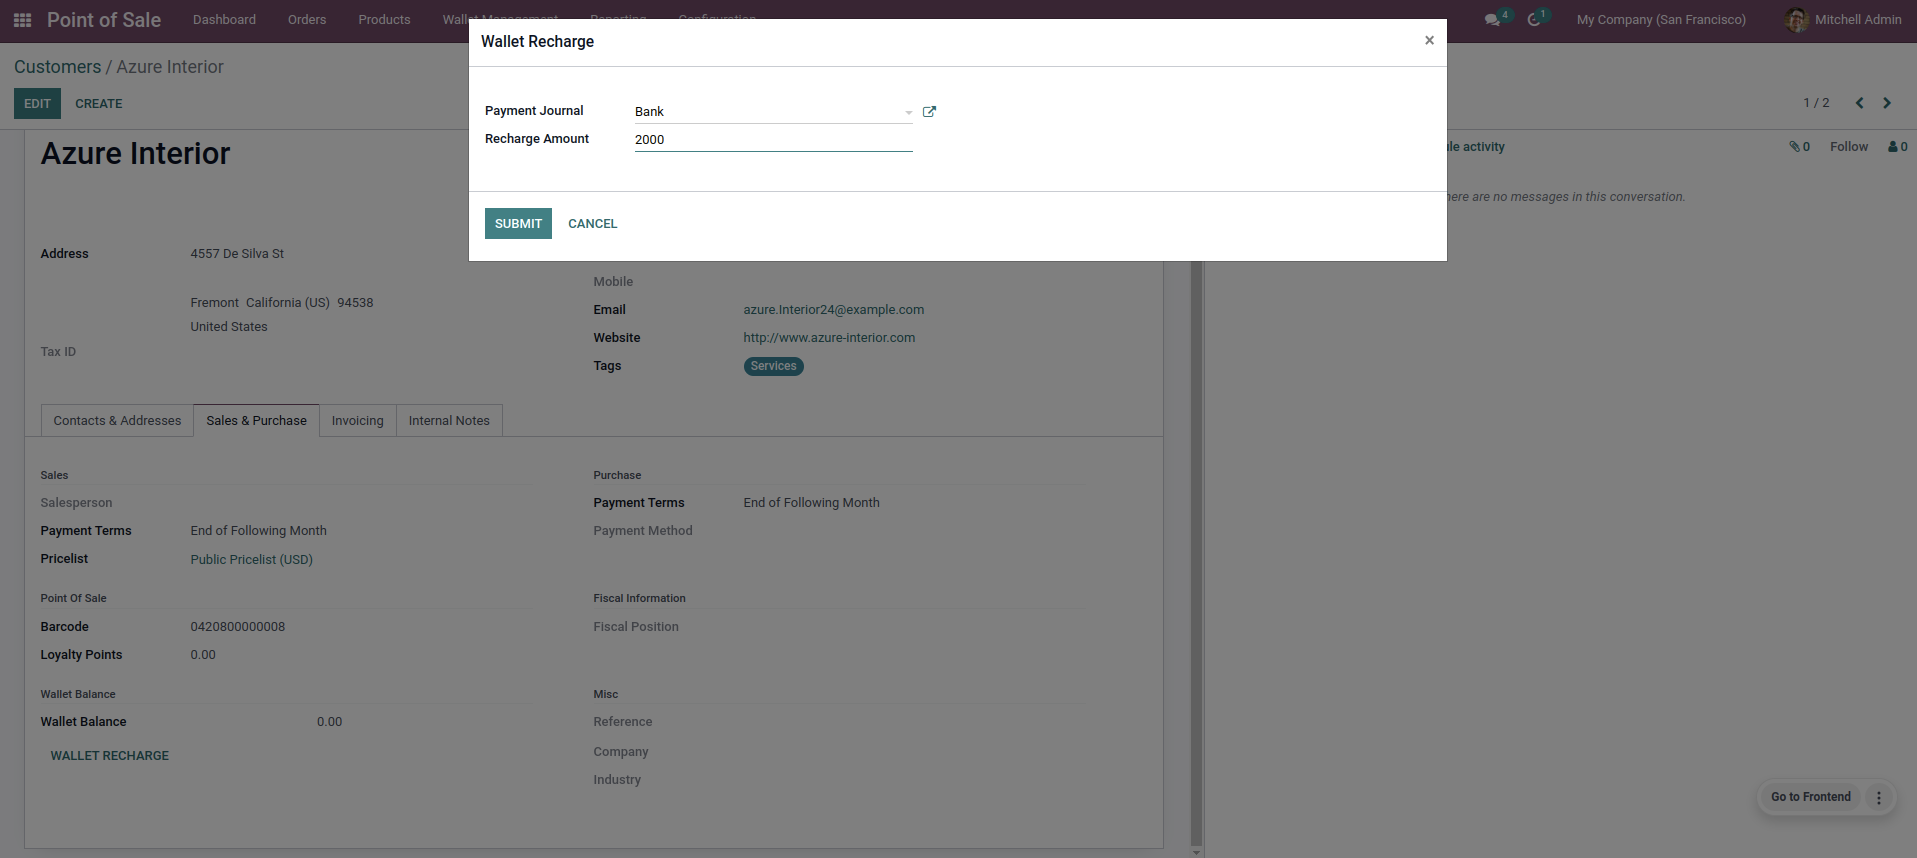 Point of Sale Dashboard Orders Products Wallet Management Reporting Configuration 4 1 My Company (San Francisco) Mitchell Admin
Wallet Recharge ×
Customers / Azure Interior
EDIT CREATE
1 / 2
Payment Journal Bank
Recharge Amount 2000
SUBMIT CANCEL
Azure Interior
activity 0 Follow 0
are no messages in this conversation.
Address 4557 De Silva St
Fremont California (US) 94538
United States
Tax ID
Mobile
Email azure.Interior24@example.com
Website http://www.azure-interior.com
Tags Services
Contacts & Addresses Sales & Purchase Invoicing Internal Notes
Sales
Salesperson
Payment Terms End of Following Month
Pricelist Public Pricelist (USD)
Purchase
Payment Terms End of Following Month
Payment Method
Point Of Sale
Barcode 0420800000008
Loyalty Points 0.00
Fiscal Information
Fiscal Position
Wallet Balance
Wallet Balance 0.00
WALLET RECHARGE
Misc
Reference
Company
Industry
Go to Frontend